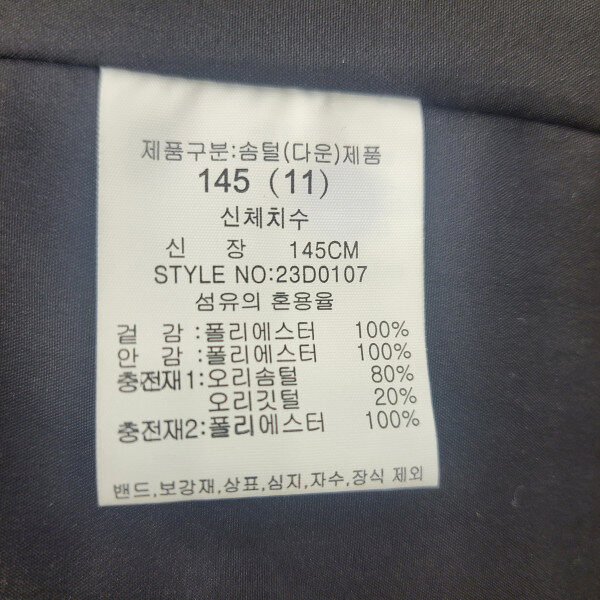 제품구분:솜털(다운)제품
145 (11)
신체치수
신 장 145CM
STYLE NO:23D0107
섬유의 혼용율
겉 감:폴리에스터 100%
안 감:폴리에스터 100%
충전재1:오리솜털 80%
오리깃털 20%
충전재2:폴리에스터 100%
밴드,보강재,상표,심지,자수,장식 제외